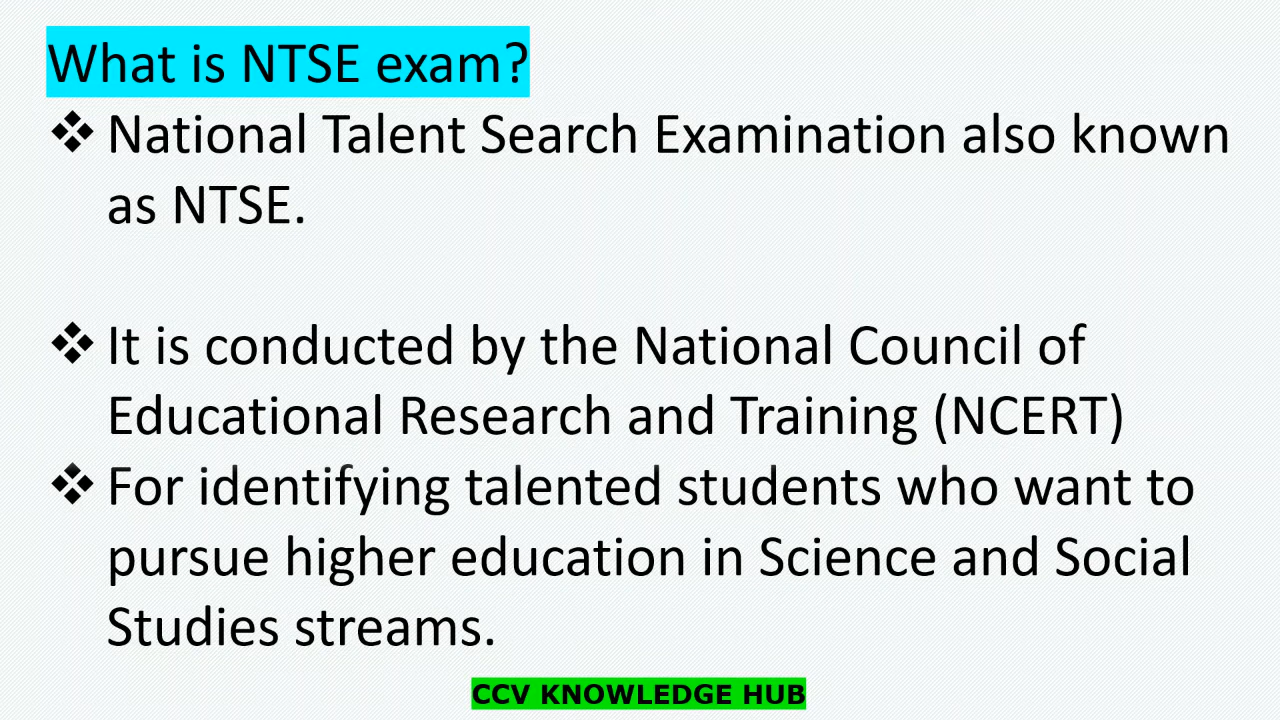 What is NTSE exam?
❖ National Talent Search Examination also known
as NTSE.
❖ It is conducted by the National Council of
Educational Research and Training (NCERT)
❖ For identifying talented students who want to
pursue higher education in Science and Social
Studies streams.
CCV KNOWLEDGE HUB